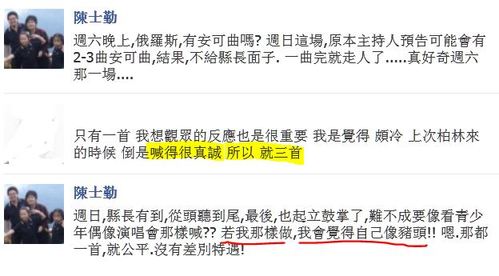 陳士勤
週六晚上,俄羅斯,有安可曲嗎? 週日這場,原本主持人預告可能會有
2-3曲安可曲,結果,不給縣長面子. 一曲完就走人了.....真好奇週六
那一場....
只有一首 我想觀眾的反應也是很重要 我是覺得 頗冷 上次柏林來
的時候 倒是喊得很真誠 所以 就三首
陳士勤
週日,縣長有到,從頭聽到尾,最後,也起立鼓掌了,難不成要像看青少
年偶像演唱會那樣喊?? 若我那樣做,我會覺得自己像豬頭!! 嗯.那都
一首,就公平.沒有差別特遇!